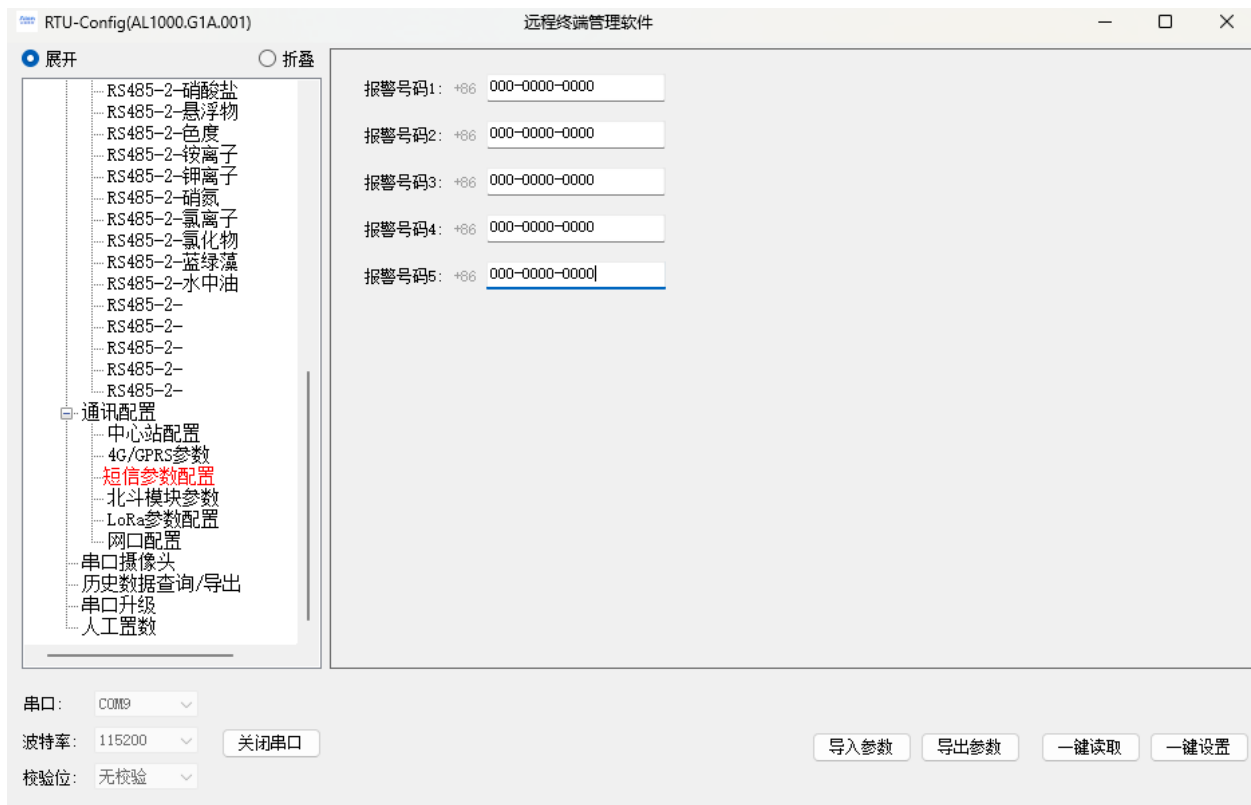 RTU-Config(AL1000.G1A.001)
远程终端管理软件
展开
折叠
RS485-2-硝酸盐
RS485-2-悬浮物
RS485-2-色度
RS485-2-铵离子
RS485-2-钾离子
RS485-2-硝氮
RS485-2-氯离子
RS485-2-氯化物
RS485-2-蓝绿藻
RS485-2-水中油
RS485-2-
RS485-2-
RS485-2-
RS485-2-
RS485-2-
通讯配置
中心站配置
4G/GPRS参数
短信参数配置
北斗模块参数
LoRa参数配置
网口配置
串口摄像头
历史数据查询/导出
串口升级
人工置数
报警号码1: +86 000-0000-0000
报警号码2: +86 000-0000-0000
报警号码3: +86 000-0000-0000
报警号码4: +86 000-0000-0000
报警号码5: +86 000-0000-0000
串口: COM9
波特率: 115200
关闭串口
校验位: 无校验
导入参数
导出参数
一键读取
一键设置